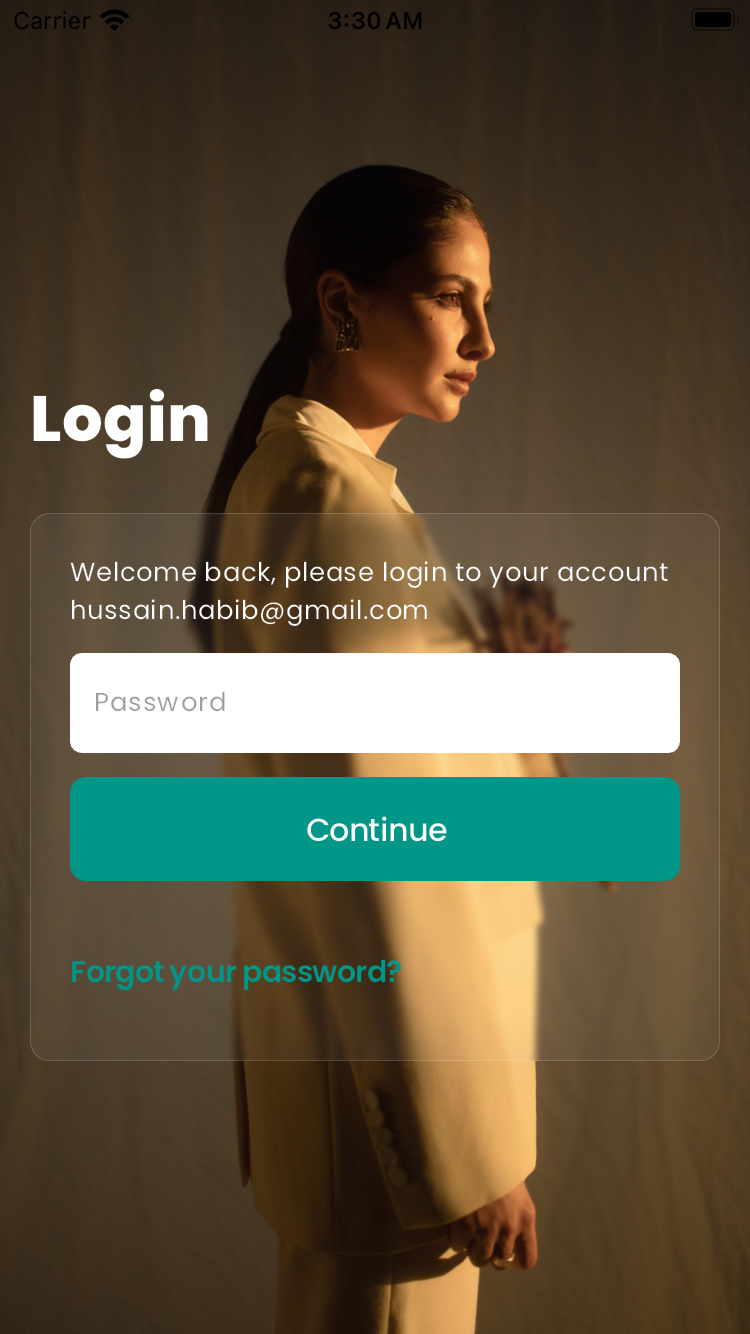 Carrier 3:30 AM
Login
Welcome back, please login to your account
hussain.habib@gmail.com
Password
Continue
Forgot your password?